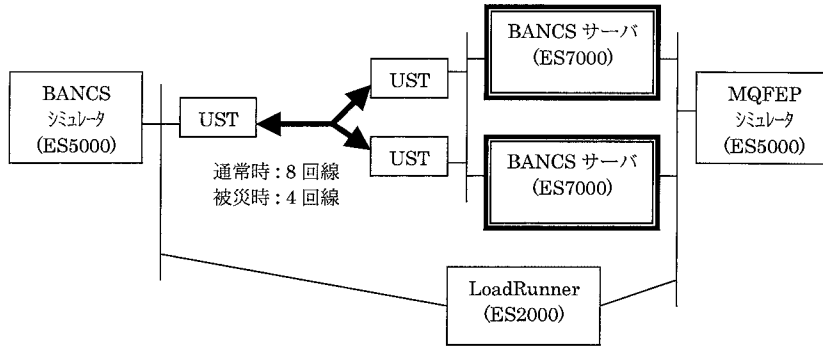 BANCS
シミュレータ
(ES5000)
UST
通常時：8 回線
被災時：4 回線
UST
UST
BANCS サーバ
(ES7000)
BANCS サーバ
(ES7000)
MQFEP
シミュレータ
(ES5000)
LoadRunner
(ES2000)